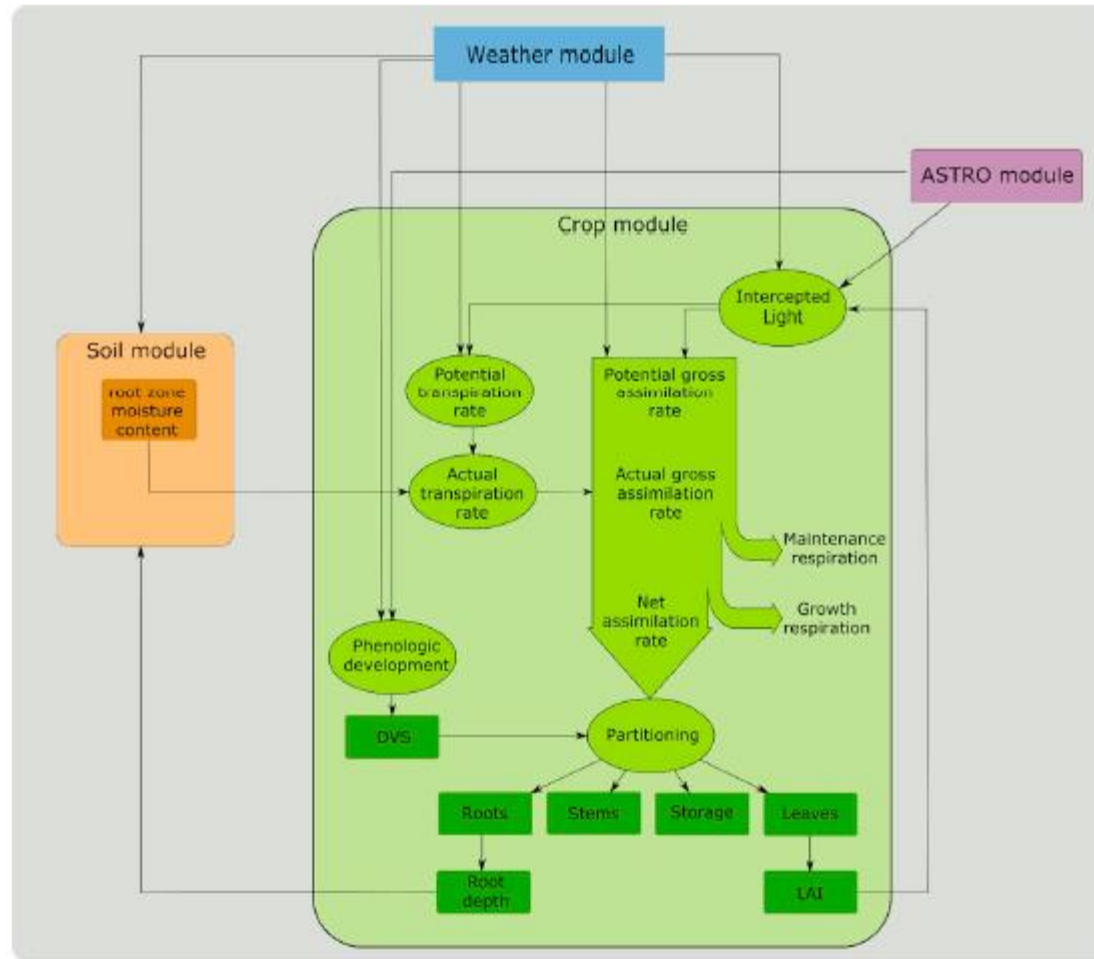 Weather module
ASTRO module
Crop module
Intercepted
Light
Soil module
root zone
moisture
content
Potential
transpiration
rate
Potential gross
assimilation
rate
Actual
transpiration
rate
Actual gross
assimilation
rate
Maintenance
respiration
Net
assimilation
rate
Growth
respiration
Phenologic
development
DVS
Partitioning
Roots
Stems
Storage
Leaves
Root
depth
LAI